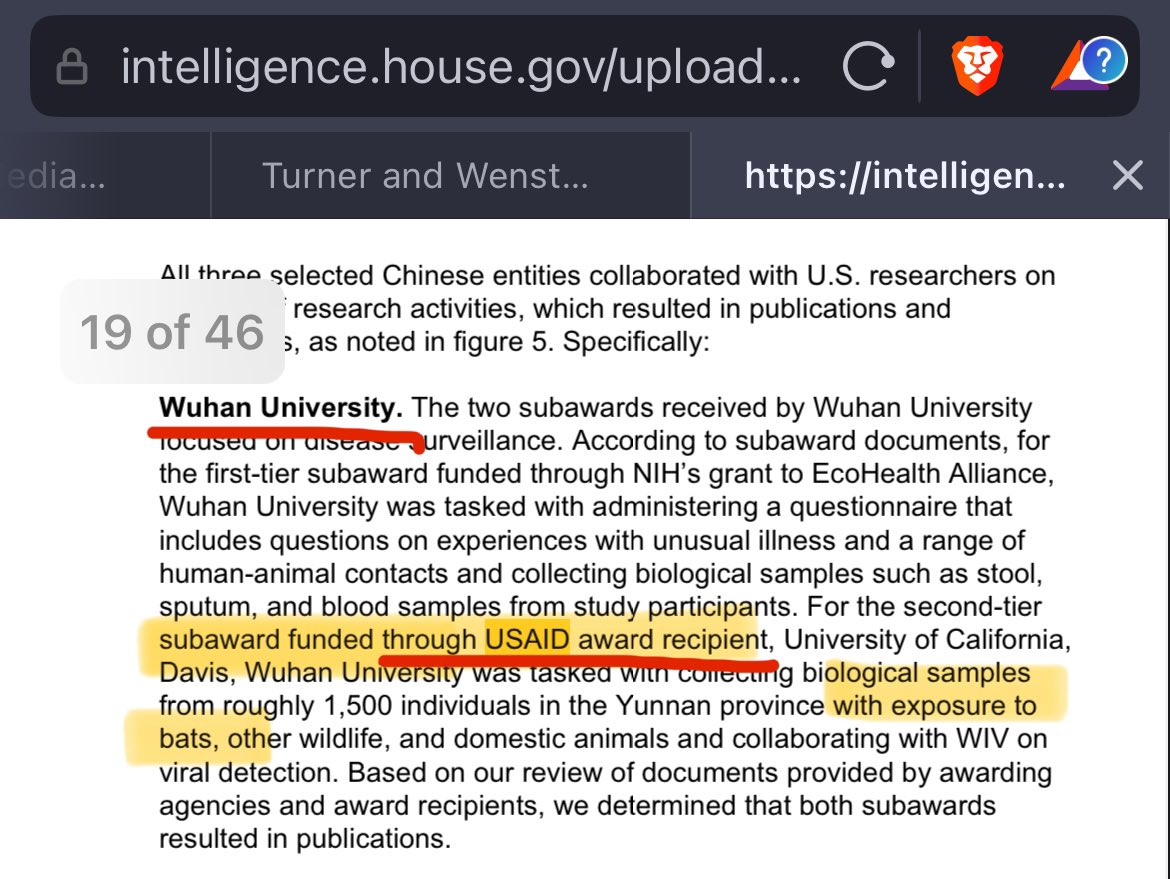 intelligence.house.gov/upload...
?
edia...
Turner and Wenst...
https://intelligen...
All three selected Chinese entities collaborated with U.S. researchers on
research activities, which resulted in publications and
19 of 46
s, as noted in figure 5. Specifically:
Wuhan University. The two subawards received by Wuhan University
focused on disease surveillance. According to subaward documents, for
the first-tier subaward funded through NIH's grant to EcoHealth Alliance,
Wuhan University was tasked with administering a questionnaire that
includes questions on experiences with unusual illness and a range of
human-animal contacts and collecting biological samples such as stool,
sputum, and blood samples from study participants. For the second-tier
subaward funded through USAID award recipient, University of California,
Davis, Wuhan University was tasked with collecting biological samples
from roughly 1,500 individuals in the Yunnan province with exposure to
bats, other wildlife, and domestic animals and collaborating with WIV on
viral detection. Based on our review of documents provided by awarding
agencies and award recipients, we determined that both subawards
resulted in publications.